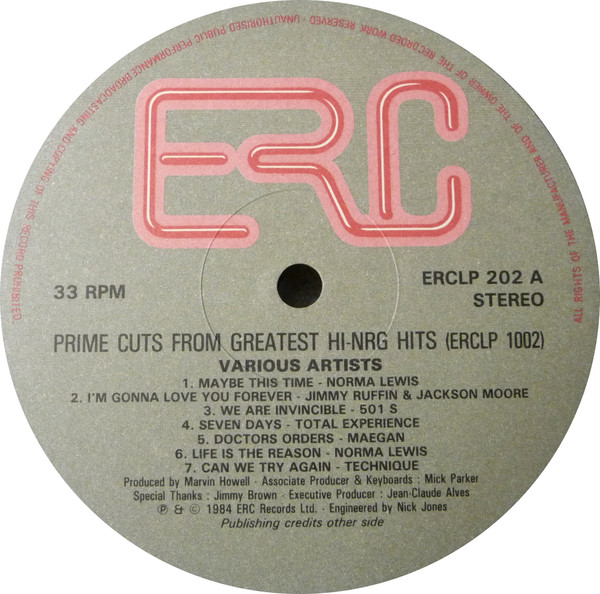 ALL RIGHTS OF THE MANUFACTURER AND OF THE OWNER OF THE RECORDED WORK RESERVED · UNAUTHORISED PUBLIC PERFORMANCE BROADCASTING AND COPYING OF THIS RECORD PROHIBITED
ERC
33 RPM
ERCLP 202 A
STEREO
PRIME CUTS FROM GREATEST HI-NRG HITS (ERCLP 1002)
VARIOUS ARTISTS
1. MAYBE THIS TIME - NORMA LEWIS
2. I'M GONNA LOVE YOU FOREVER - JIMMY RUFFIN & JACKSON MOORE
3. WE ARE INVINCIBLE - 501 S
4. SEVEN DAYS - TOTAL EXPERIENCE
5. DOCTORS ORDERS - MAEGAN
6. LIFE IS THE REASON - NORMA LEWIS
7. CAN WE TRY AGAIN - TECHNIQUE
Produced by Marvin Howell · Associate Producer & Keyboards : Mick Parker
Special Thanks : Jimmy Brown · Executive Producer : Jean-Claude Alves
℗ & © 1984 ERC Records Ltd. · Engineered by Nick Jones
Publishing credits other side